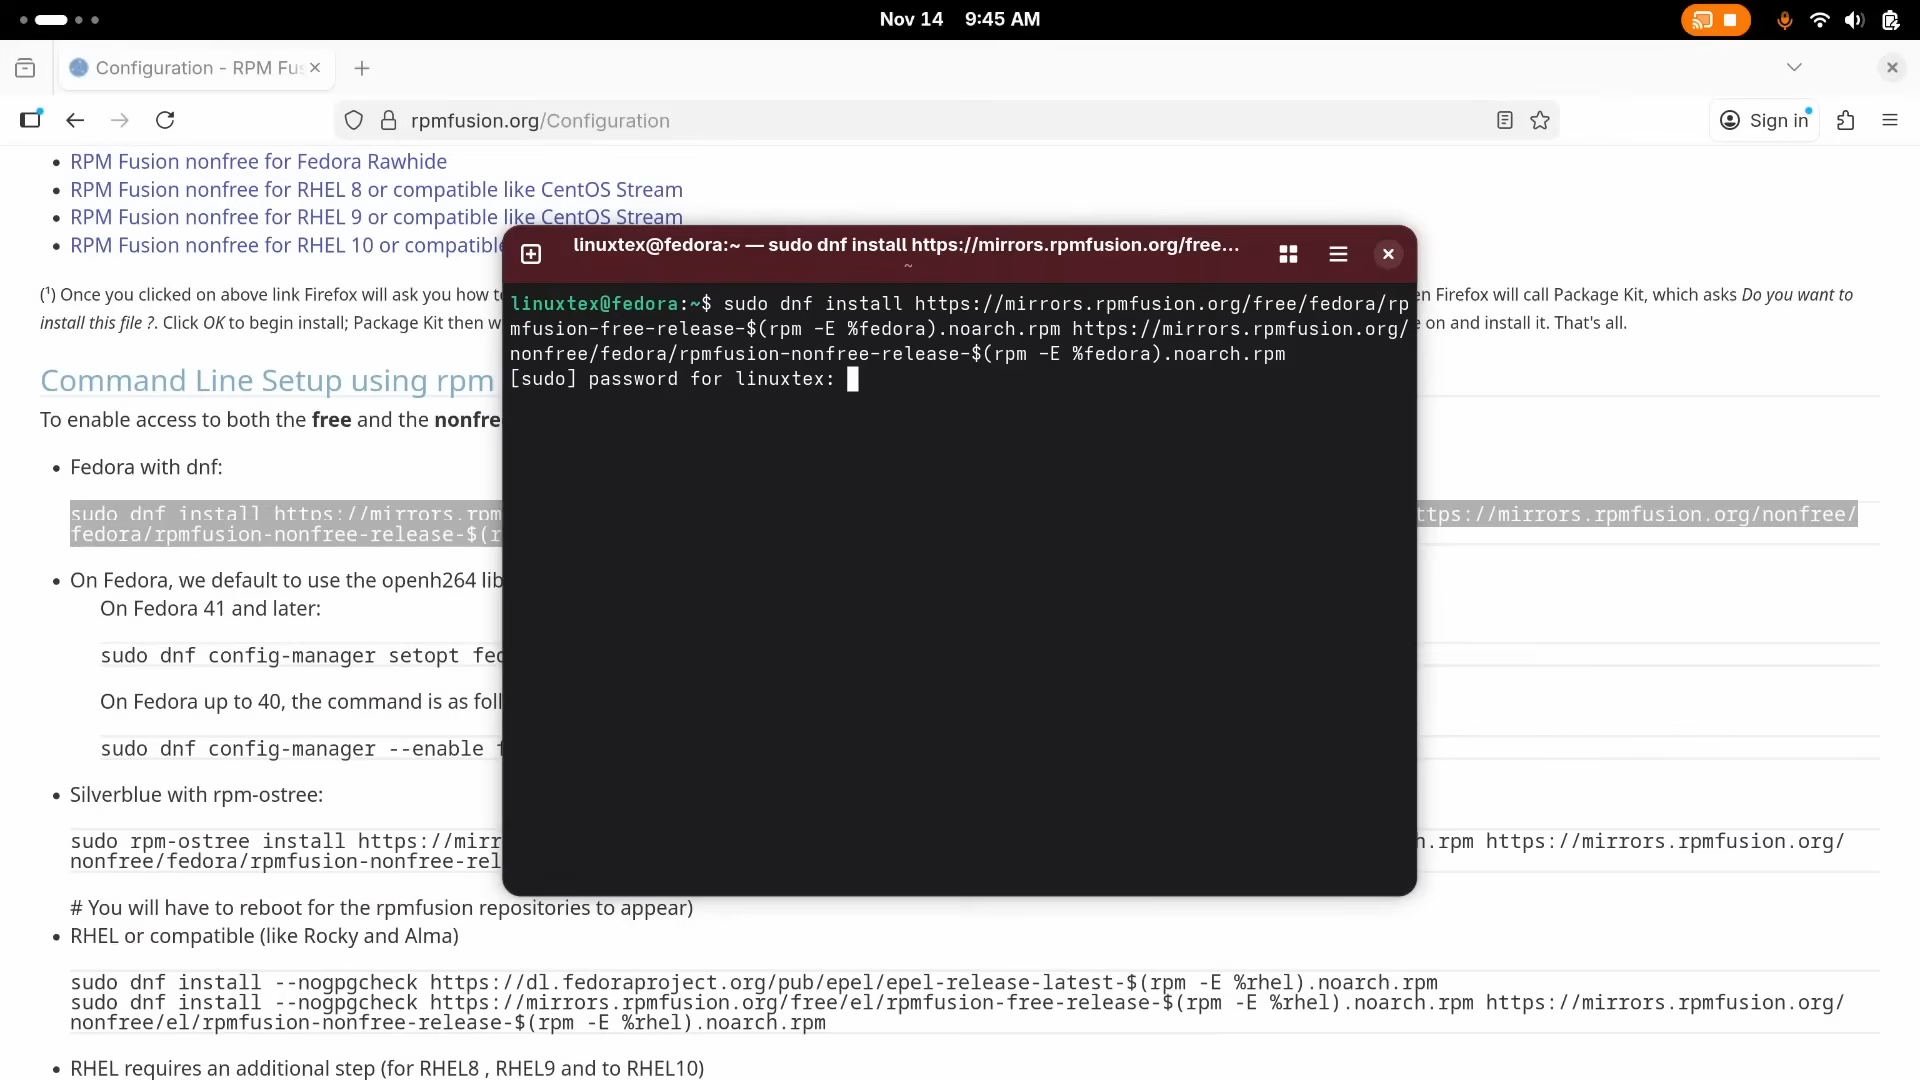 Nov 14 9:45 AM
Configuration - RPM Fus
rpmfusion.org/Configuration
Sign in
• RPM Fusion nonfree for Fedora Rawhide
• RPM Fusion nonfree for RHEL 8 or compatible like CentOS Stream
• RPM Fusion nonfree for RHEL 9 or compatible like CentOS Stream
• RPM Fusion nonfree for RHEL 10 or compatible
(¹) Once you clicked on above link Firefox will ask you how t
n Firefox will call Package Kit, which asks Do you want to
install this file ?. Click OK to begin install; Package Kit then w
on and install it. That's all.
Command Line Setup using rpm
To enable access to both the free and the nonfre
• Fedora with dnf:
sudo dnf install https://mirrors.rpm
ttps://mirrors.rpmfusion.org/nonfree/
fedora/rpmfusion-nonfree-release-$(r
• On Fedora, we default to use the openh264 lib
On Fedora 41 and later:
sudo dnf config-manager setopt fed
On Fedora up to 40, the command is as foll
sudo dnf config-manager --enable f
• Silverblue with rpm-ostree:
sudo rpm-ostree install https://mirr
h.rpm https://mirrors.rpmfusion.org/
nonfree/fedora/rpmfusion-nonfree-rel
# You will have to reboot for the rpmfusion repositories to appear)
• RHEL or compatible (like Rocky and Alma)
sudo dnf install --nogpgcheck https://dl.fedoraproject.org/pub/epel/epel-release-latest-$(rpm -E %rhel).noarch.rpm
sudo dnf install --nogpgcheck https://mirrors.rpmfusion.org/free/el/rpmfusion-free-release-$(rpm -E %rhel).noarch.rpm https://mirrors.rpmfusion.org/
nonfree/el/rpmfusion-nonfree-release-$(rpm -E %rhel).noarch.rpm
• RHEL requires an additional step (for RHEL8 , RHEL9 and to RHEL10)
linuxtex@fedora:~ — sudo dnf install https://mirrors.rpmfusion.org/free...
~
linuxtex@fedora:~$ sudo dnf install https://mirrors.rpmfusion.org/free/fedora/rp
mfusion-free-release-$(rpm -E %fedora).noarch.rpm https://mirrors.rpmfusion.org/
nonfree/fedora/rpmfusion-nonfree-release-$(rpm -E %fedora).noarch.rpm
[sudo] password for linuxtex: